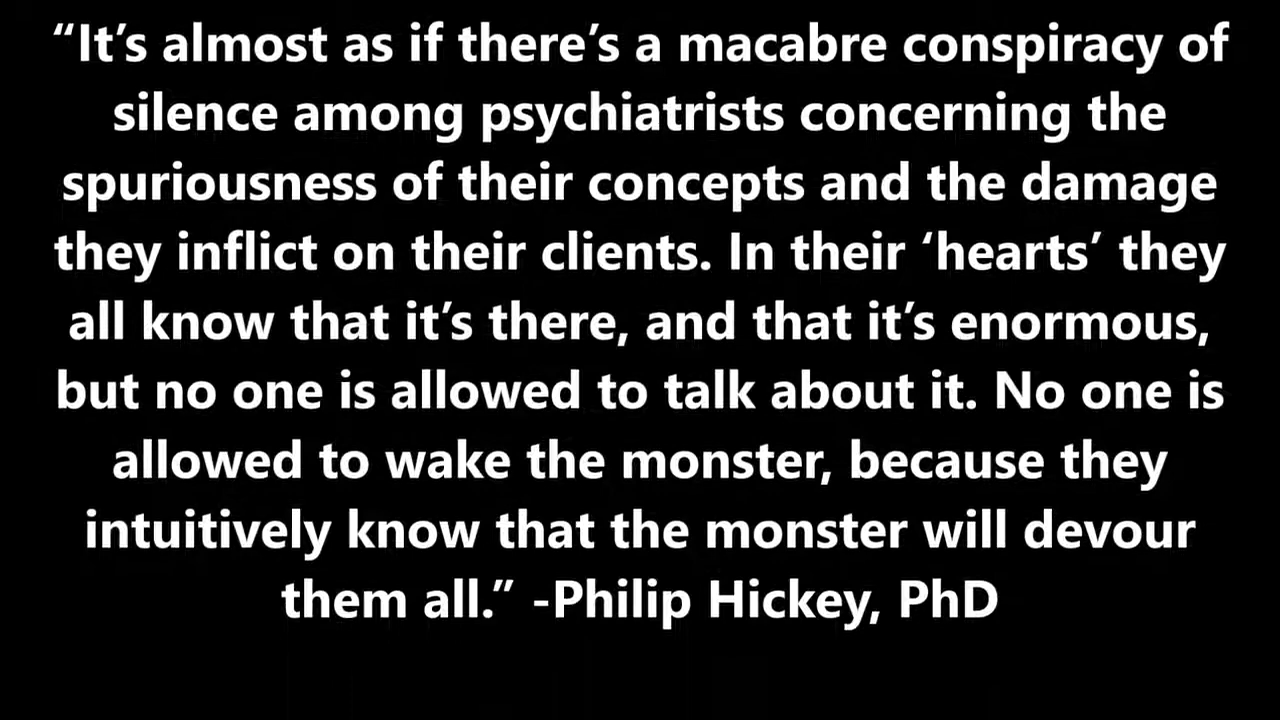 “It’s almost as if there’s a macabre conspiracy of
silence among psychiatrists concerning the
spuriousness of their concepts and the damage
they inflict on their clients. In their ‘hearts’ they
all know that it’s there, and that it’s enormous,
but no one is allowed to talk about it. No one is
allowed to wake the monster, because they
intuitively know that the monster will devour
them all.” -Philip Hickey, PhD